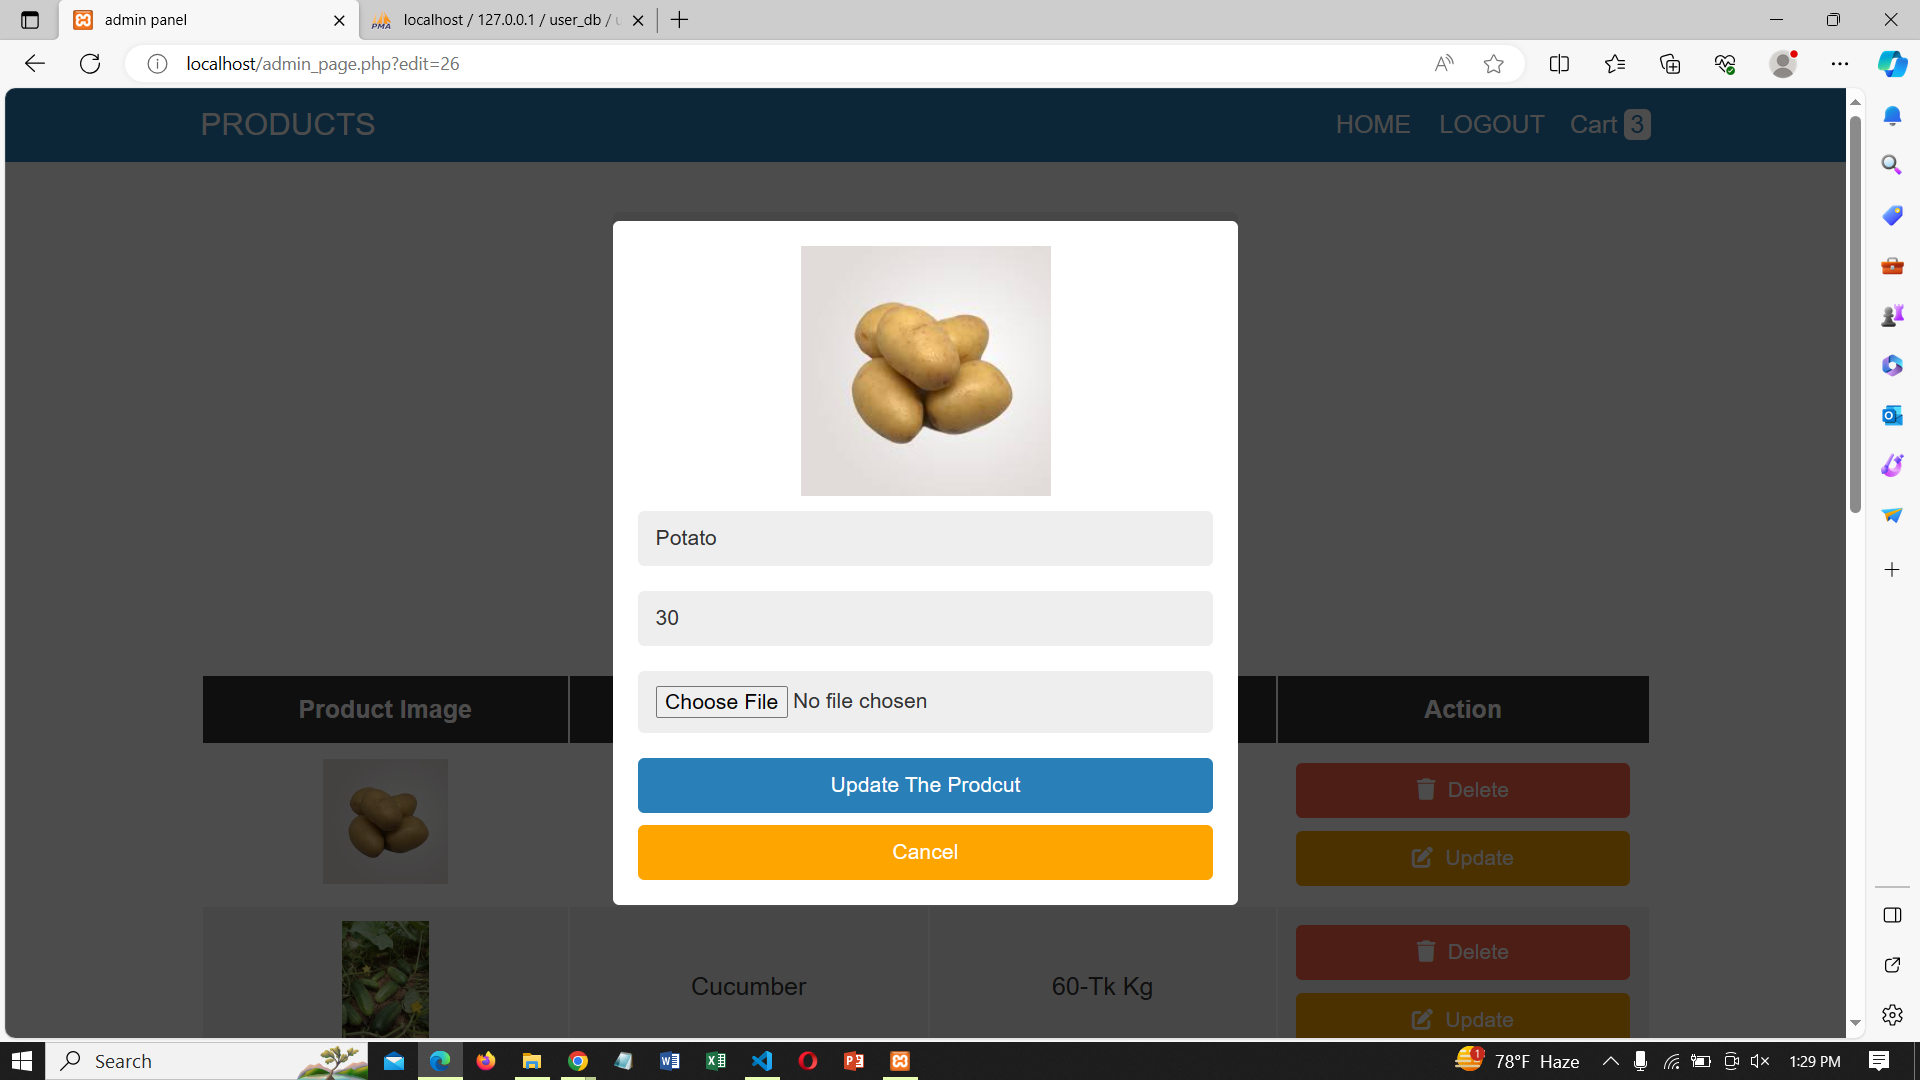 admin panel
localhost / 127.0.0.1 / user_db / u
localhost/admin_page.php?edit=26
PRODUCTS
HOME LOGOUT Cart 3
Potato
30
Choose File No file chosen
Update The Prodcut
Cancel
Product Image
Action
Delete
Update
Cucumber
60-Tk Kg
Delete
Update
Search
1
78°F Haze
1:29 PM